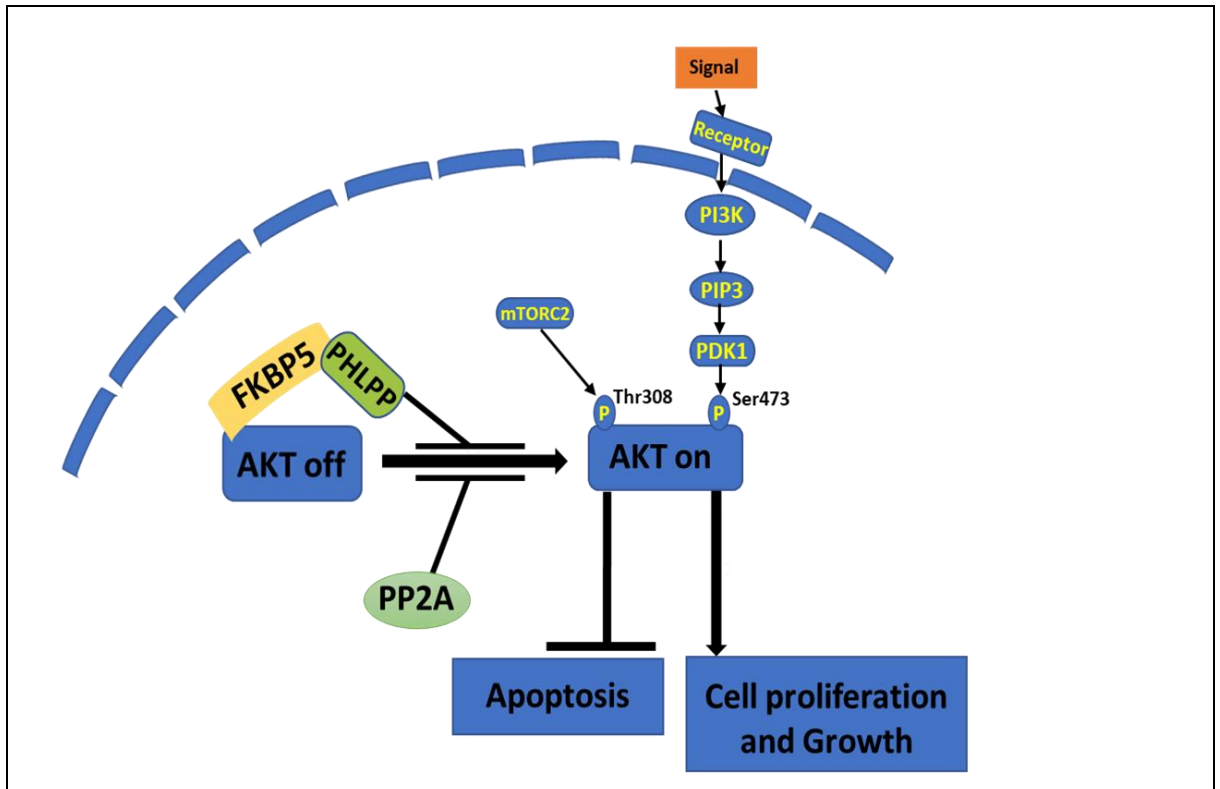 Signal
Receptor
PI3K
PIP3
mTORC2
PDK1
FKBP5
PHLPP
Thr308
Ser473
P
P
AKT off
AKT on
PP2A
Apoptosis
Cell proliferation
and Growth